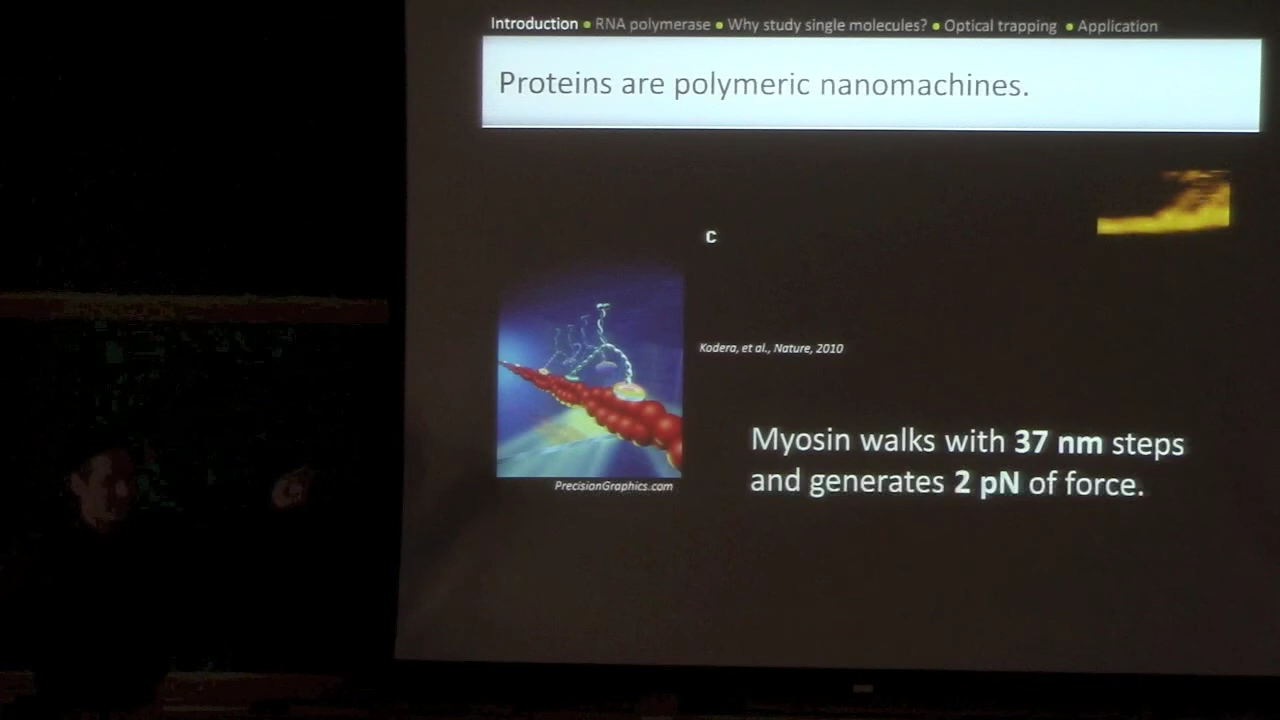 Introduction • RNA polymerase • Why study single molecules? • Optical trapping • Application
Proteins are polymeric nanomachines.
C
Kodera, et al., Nature, 2010
Myosin walks with 37 nm steps
and generates 2 pN of force.
PrecisionGraphics.com